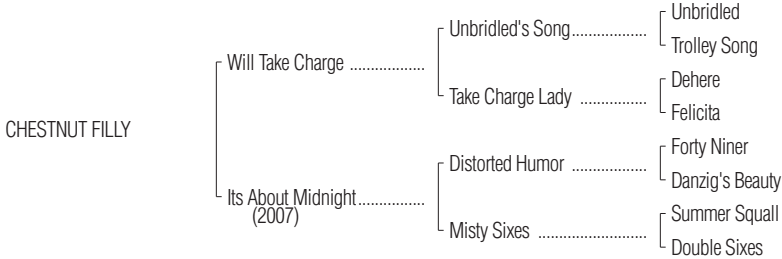 Unbridled
Unbridled's Song...................
Trolley Song
Will Take Charge ..................
Dehere
Take Charge Lady ................
Felicita
CHESTNUT FILLY
Forty Niner
Distorted Humor ..................
Danzig's Beauty
Its About Midnight................
(2007)
Summer Squall
Misty Sixes ..........................
Double Sixes